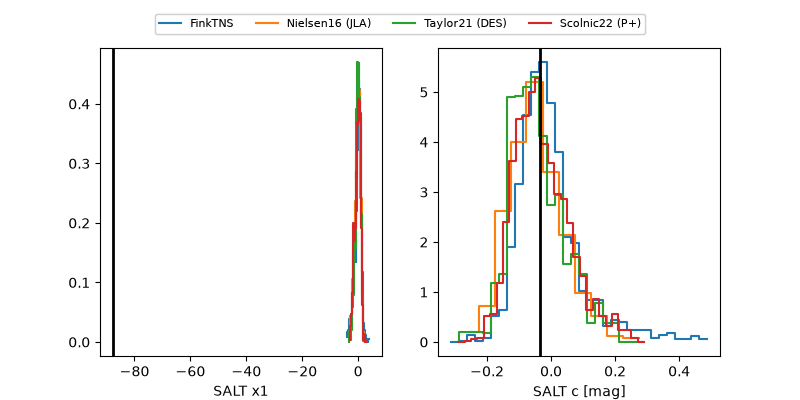 FinkTNS Nielsen16 (JLA) Taylor21 (DES) Scolnic22 (P+)
0.4
0.3
0.2
0.1
0.0
−80 −60 −40 −20 0
SALT x1
5
4
3
2
1
0
−0.2 0.0 0.2 0.4
SALT c [mag]